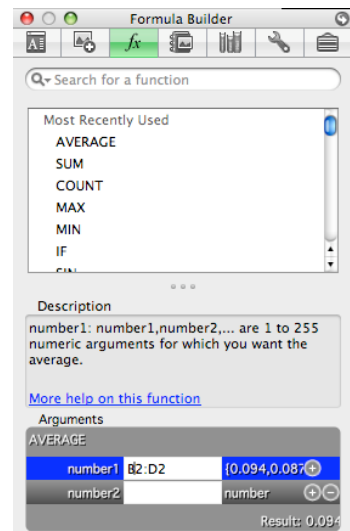 Formula Builder
fx
Search for a function
Most Recently Used
AVERAGE
SUM
COUNT
MAX
MIN
IF
SIN
Description
number1: number1,number2,... are 1 to 255
numeric arguments for which you want the
average.
More help on this function
Arguments
AVERAGE
number1 B2:D2 {0.094,0.087
number2 number
Result: 0.094